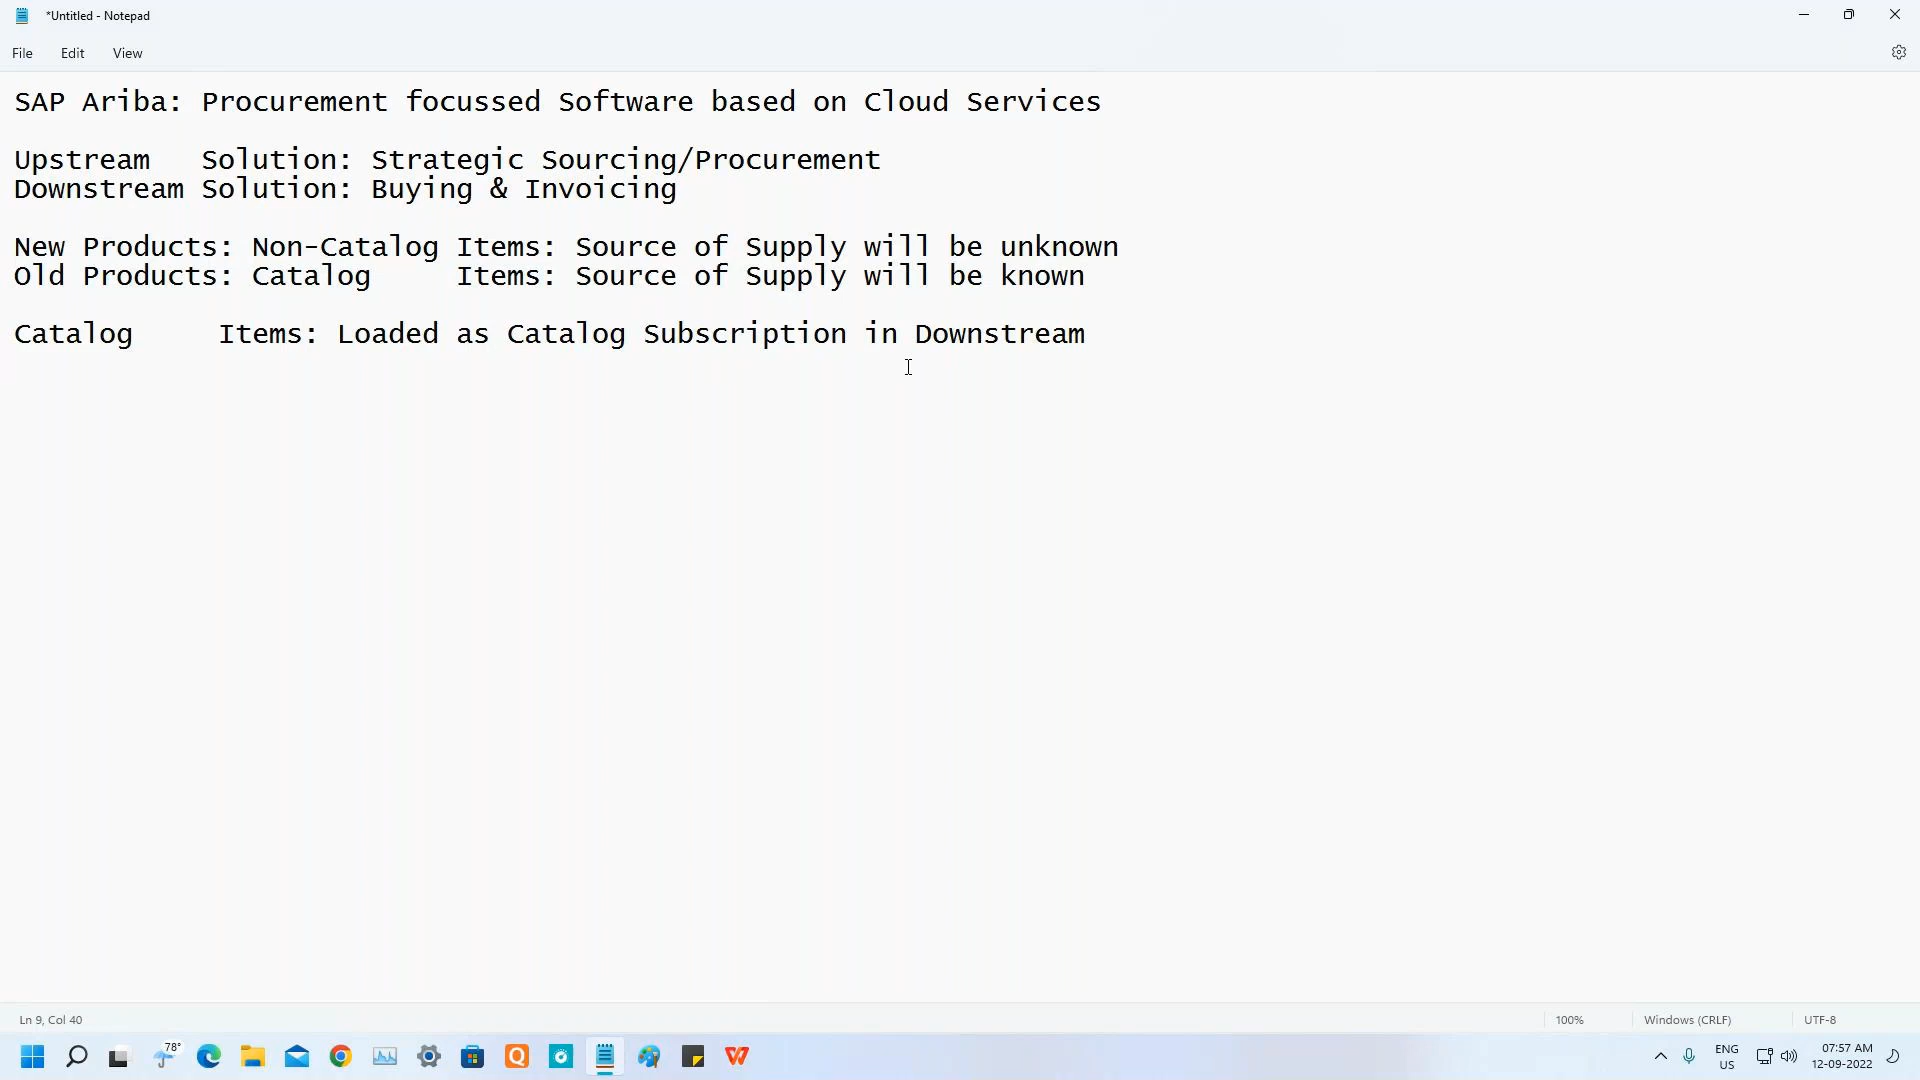 *Untitled - Notepad
File Edit View
SAP Ariba: Procurement focussed Software based on Cloud Services
Upstream   Solution: Strategic Sourcing/Procurement
Downstream Solution: Buying & Invoicing
New Products: Non-Catalog Items: Source of Supply will be unknown
Old Products: Catalog     Items: Source of Supply will be known
Catalog     Items: Loaded as Catalog Subscription in Downstream
Ln 9, Col 40 100% Windows (CRLF) UTF-8
78° ENG 07:57 AM
US 12-09-2022